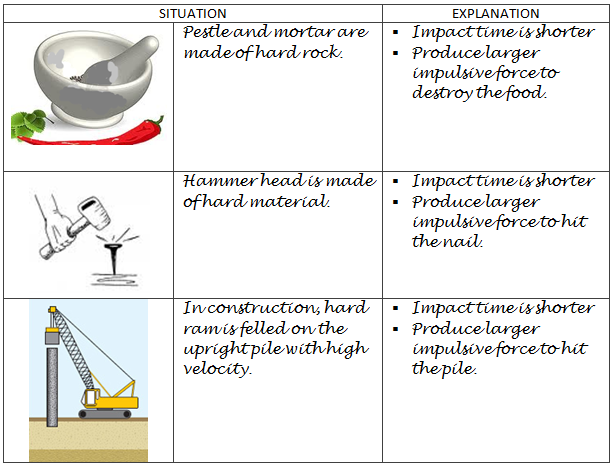 SITUATION
EXPLANATION
Pestle and mortar are
made of hard rock.
▪ Impact time is shorter
▪ Produce larger
impulsive force to
destroy the food.
Hammer head is made
of hard material.
▪ Impact time is shorter
▪ Produce larger
impulsive force to hit
the nail.
In construction, hard
ram is felled on the
upright pile with high
velocity.
▪ Impact time is shorter
▪ Produce larger
impulsive force to hit
the pile.